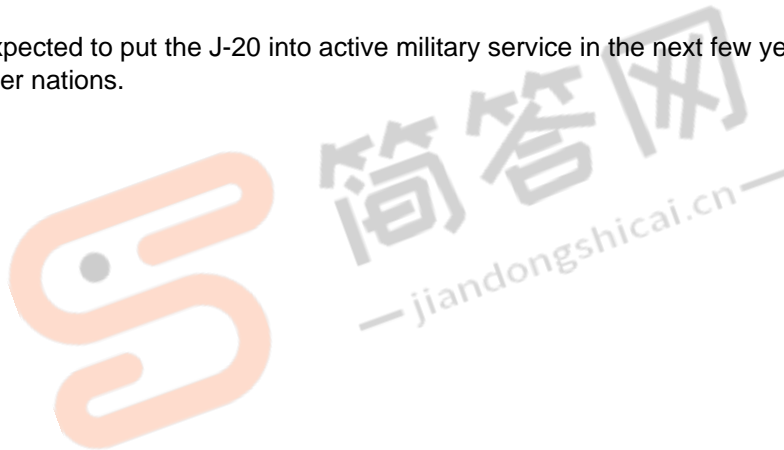 xpected to put the J-20 into active military service in the next few ye
er nations.
简答网
jiandongshicai.cn